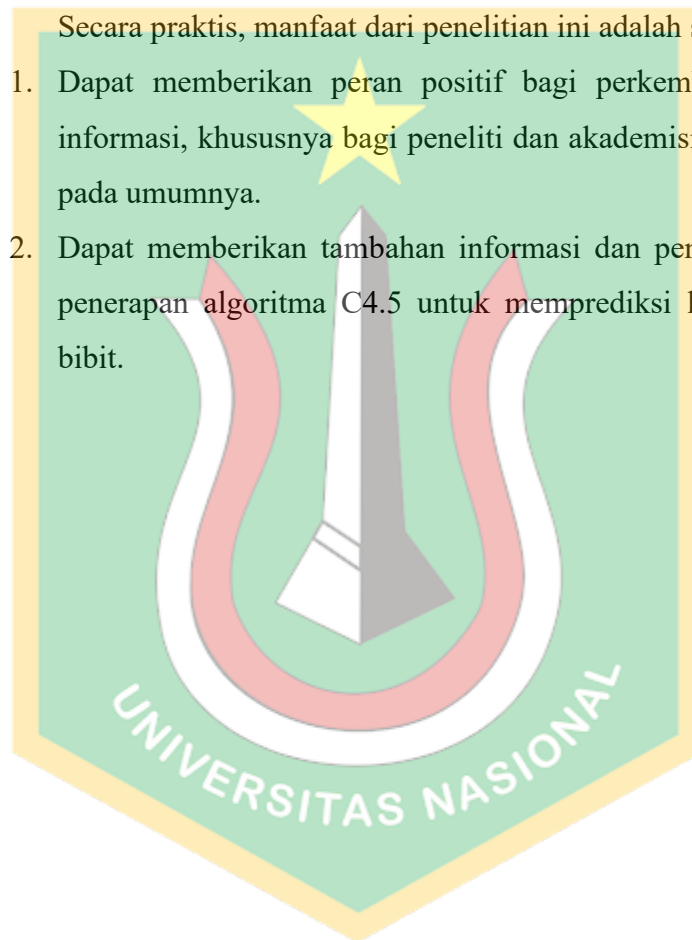 Secara praktis, manfaat dari penelitian ini adalah
1. Dapat memberikan peran positif bagi
informasi, khususnya bagi peneliti dan akademisi
pada umumnya.
2. Dapat memberikan tambahan informasi dan
penerapan algoritma C4.5 untuk memprediksi
bibit.
UNIVERSITAS NASIONAL